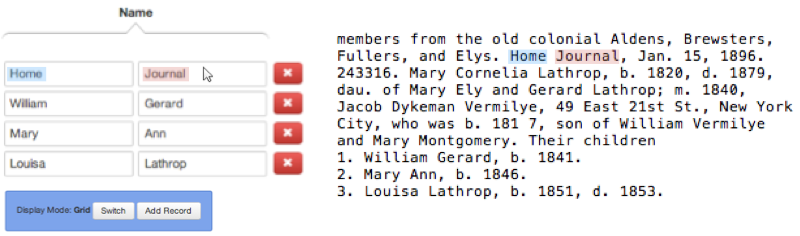 Name
Home Journal
William Gerard
Mary Ann
Louisa Lathrop
Display Mode: Grid Switch Add Record
members from the old colonial Aldens, Brewsters,
Fullers, and Elys. Home Journal, Jan. 15, 1896.
243316. Mary Cornelia Lathrop, b. 1820, d. 1879,
dau. of Mary Ely and Gerard Lathrop; m. 1840,
Jacob Dykeman Vermilye, 49 East 21st St., New York
City, who was b. 181 7, son of William Vermilye
and Mary Montgomery. Their children
1. William Gerard, b. 1841.
2. Mary Ann, b. 1846.
3. Louisa Lathrop, b. 1851, d. 1853.